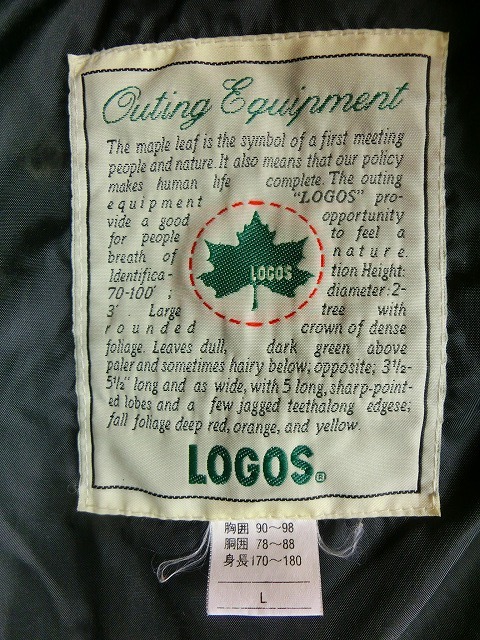 Outing Equipment
The maple leaf is the symbol of a first meeting
people and nature. It also means that our policy
makes human life complete. The outing
equipment "LOGOS" pro-
vide a good opportunity
for people to feel a
breath of nature.
Identifica- tion Height:
70-100'; diameter:2-
3'. Large tree with
rounded crown of dense
foliage. Leaves dull, dark green above
paler and sometimes hairy below; opposite; 3½-
5½" long and as wide, with 5 long, sharp-point-
ed lobes and a few jagged teethalong edgese;
fall foliage deep red, orange, and yellow.
LOGOS
LOGOS®
胸囲 90～98
胴囲 78～88
身長170～180
L